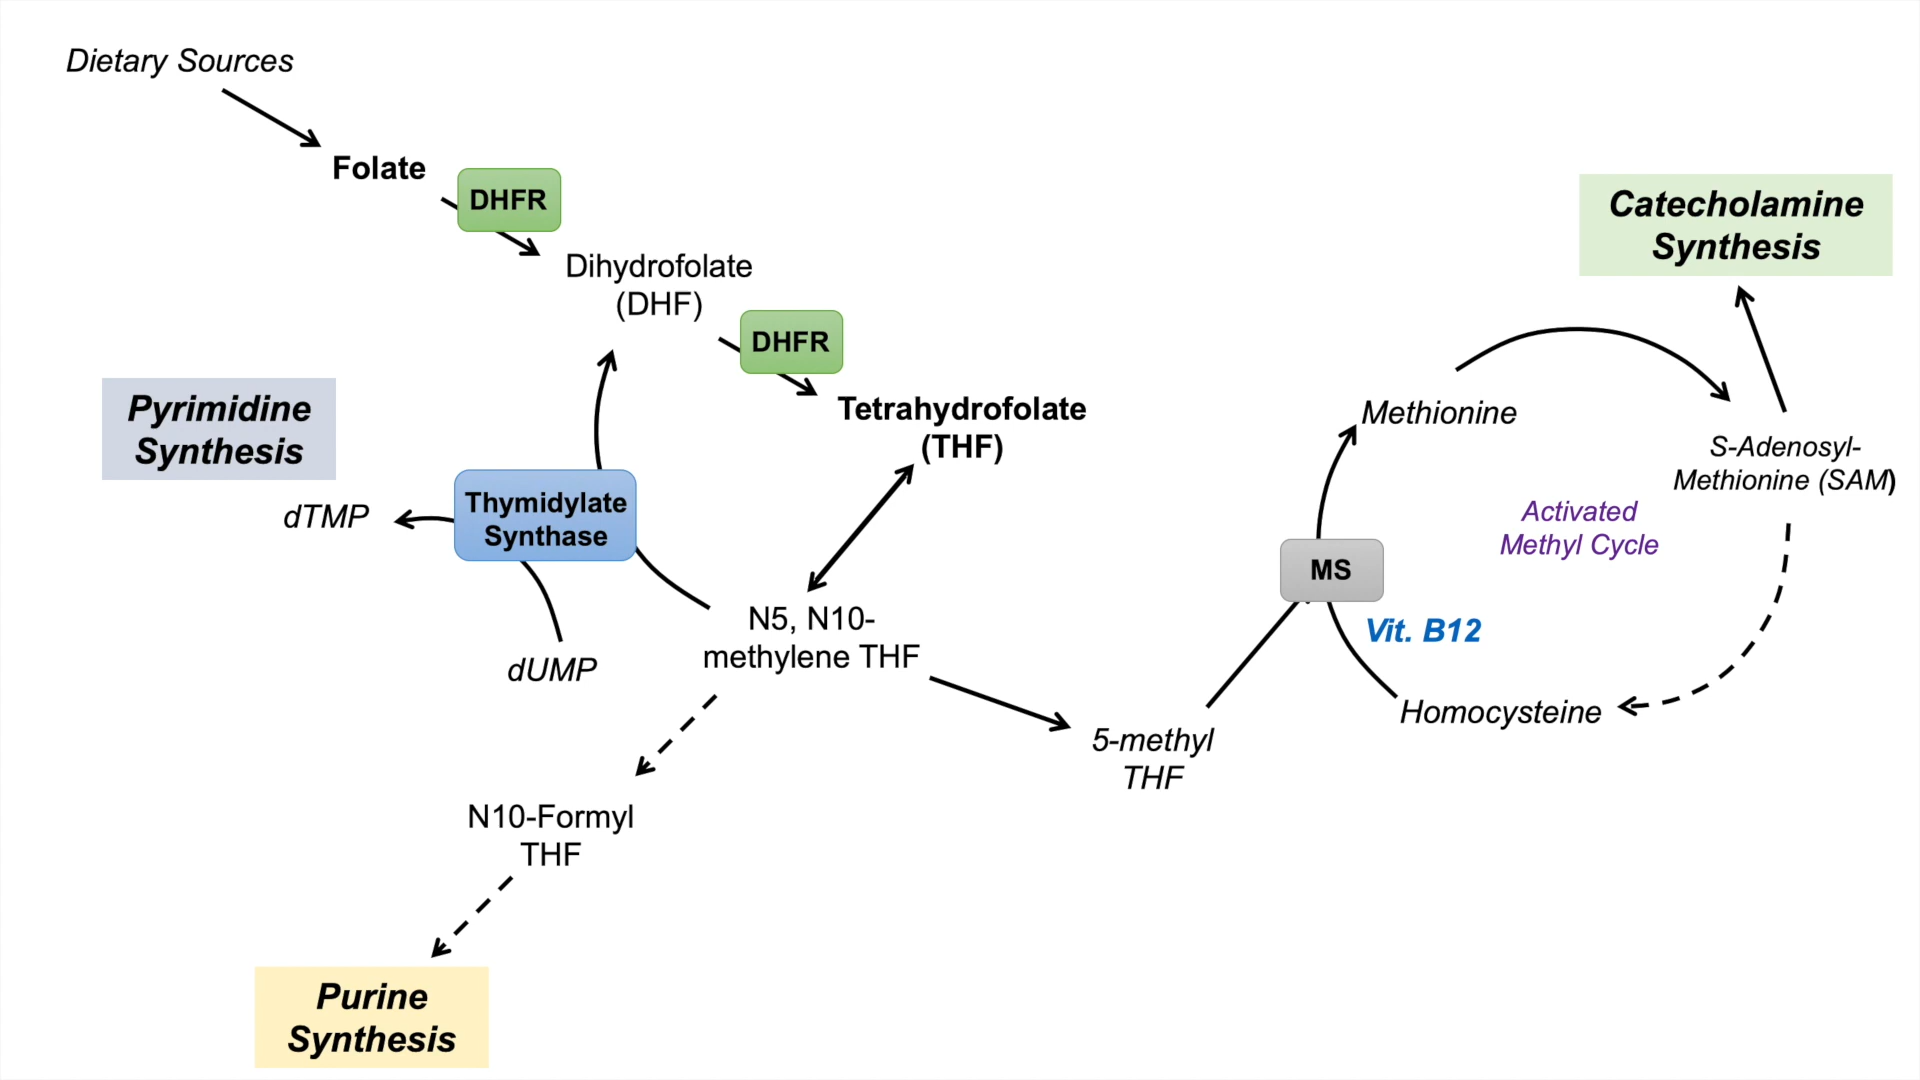 Dietary Sources
Folate
DHFR
Dihydrofolate
(DHF)
DHFR
Tetrahydrofolate
(THF)
Pyrimidine
Synthesis
dTMP
Thymidylate
Synthase
dUMP
N5, N10-
methylene THF
N10-Formyl
THF
Purine
Synthesis
5-methyl
THF
MS
Vit. B12
Homocysteine
Methionine
Activated
Methyl Cycle
S-Adenosyl-
Methionine (SAM)
Catecholamine
Synthesis